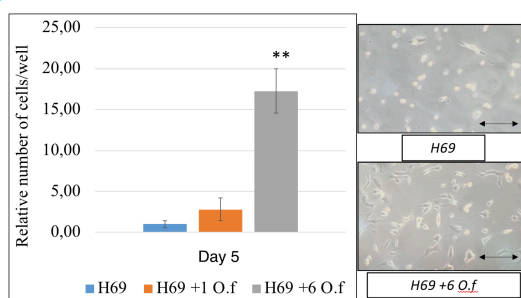 Relative number of cells/well
25,00
20,00
15,00
10,00
5,00
0,00
**
Day 5
H69 H69 +1 O.f H69 +6 O.f
H69
H69 +6 O.f